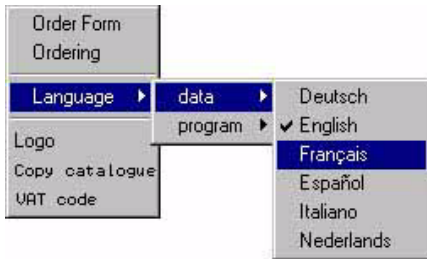 Order Form
Ordering
Language
Logo
Copy catalogue
VAT code
data
program
Deutsch
English
Français
Español
Italiano
Nederlands